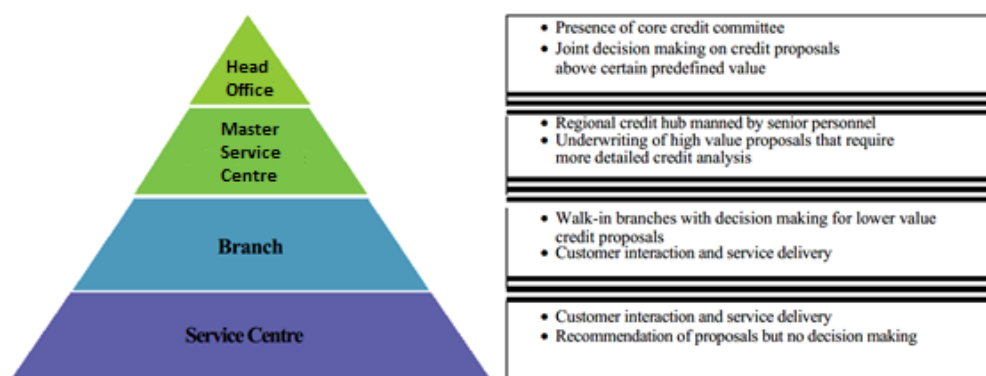 Head
Office
• Presence of core credit committee
• Joint decision making on credit proposals
above certain predefined value
Master
Service
Centre
• Regional credit hub manned by senior personnel
• Underwriting of high value proposals that require
more detailed credit analysis
Branch
• Walk-in branches with decision making for lower value
credit proposals
• Customer interaction and service delivery
Service Centre
• Customer interaction and service delivery
• Recommendation of proposals but no decision making